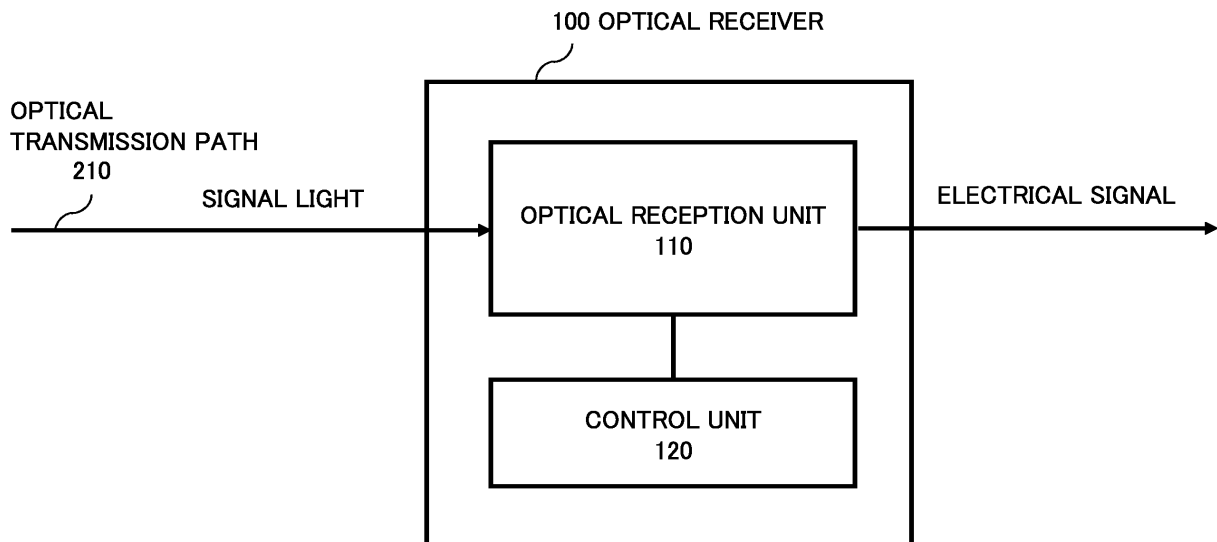 100 OPTICAL RECEIVER
OPTICAL
TRANSMISSION PATH
210
SIGNAL LIGHT
OPTICAL RECEPTION UNIT
110
ELECTRICAL SIGNAL
CONTROL UNIT
120